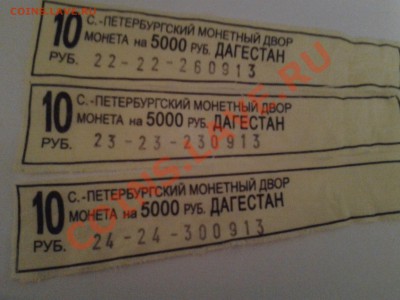 COINSS.LAVE.RU
10 С.-ПЕТЕРБУРГСКИЙ МОНЕТНЫЙ ДВОР
МОНЕТА на 5000 РУБ. ДАГЕСТАН
РУБ. 22-22-260913
10 С.-ПЕТЕРБУРГСКИЙ МОНЕТНЫЙ ДВОР
МОНЕТА на 5000 РУБ. ДАГЕСТАН
РУБ. 23-23-230913
10 С.-ПЕТЕРБУРГСКИЙ МОНЕТНЫЙ ДВОР
МОНЕТА на 5000 РУБ. ДАГЕСТАН
РУБ. 24-24-300913